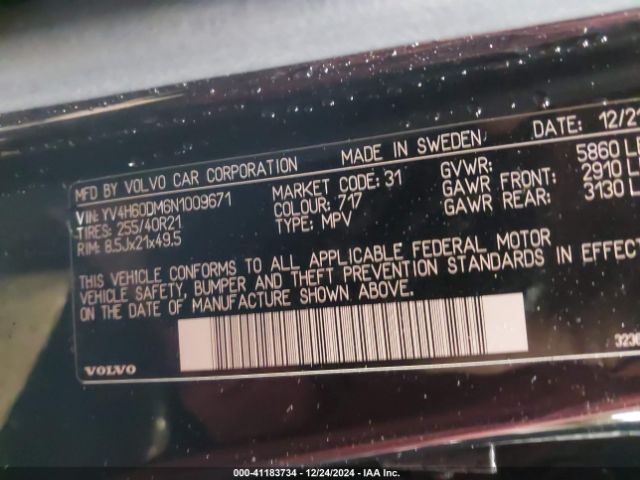 MFD BY VOLVO CAR CORPORATION MADE IN SWEDEN DATE: 12/21
VIN: YV4H60DM6N1009671 MARKET CODE: 31 GVWR: 5860
TIRES: 255/40R21 COLOUR: 717 GAWR FRONT: 2910
RIM: 8.5Jx21x49.5 TYPE: MPV GAWR REAR: 3130
THIS VEHICLE CONFORMS TO ALL APPLICABLE FEDERAL MOTOR
VEHICLE SAFETY, BUMPER AND THEFT PREVENTION STANDARDS IN EFFECT
ON THE DATE OF MANUFACTURE SHOWN ABOVE.
VOLVO
000-41183734 - 12/24/2024 - IAA Inc.